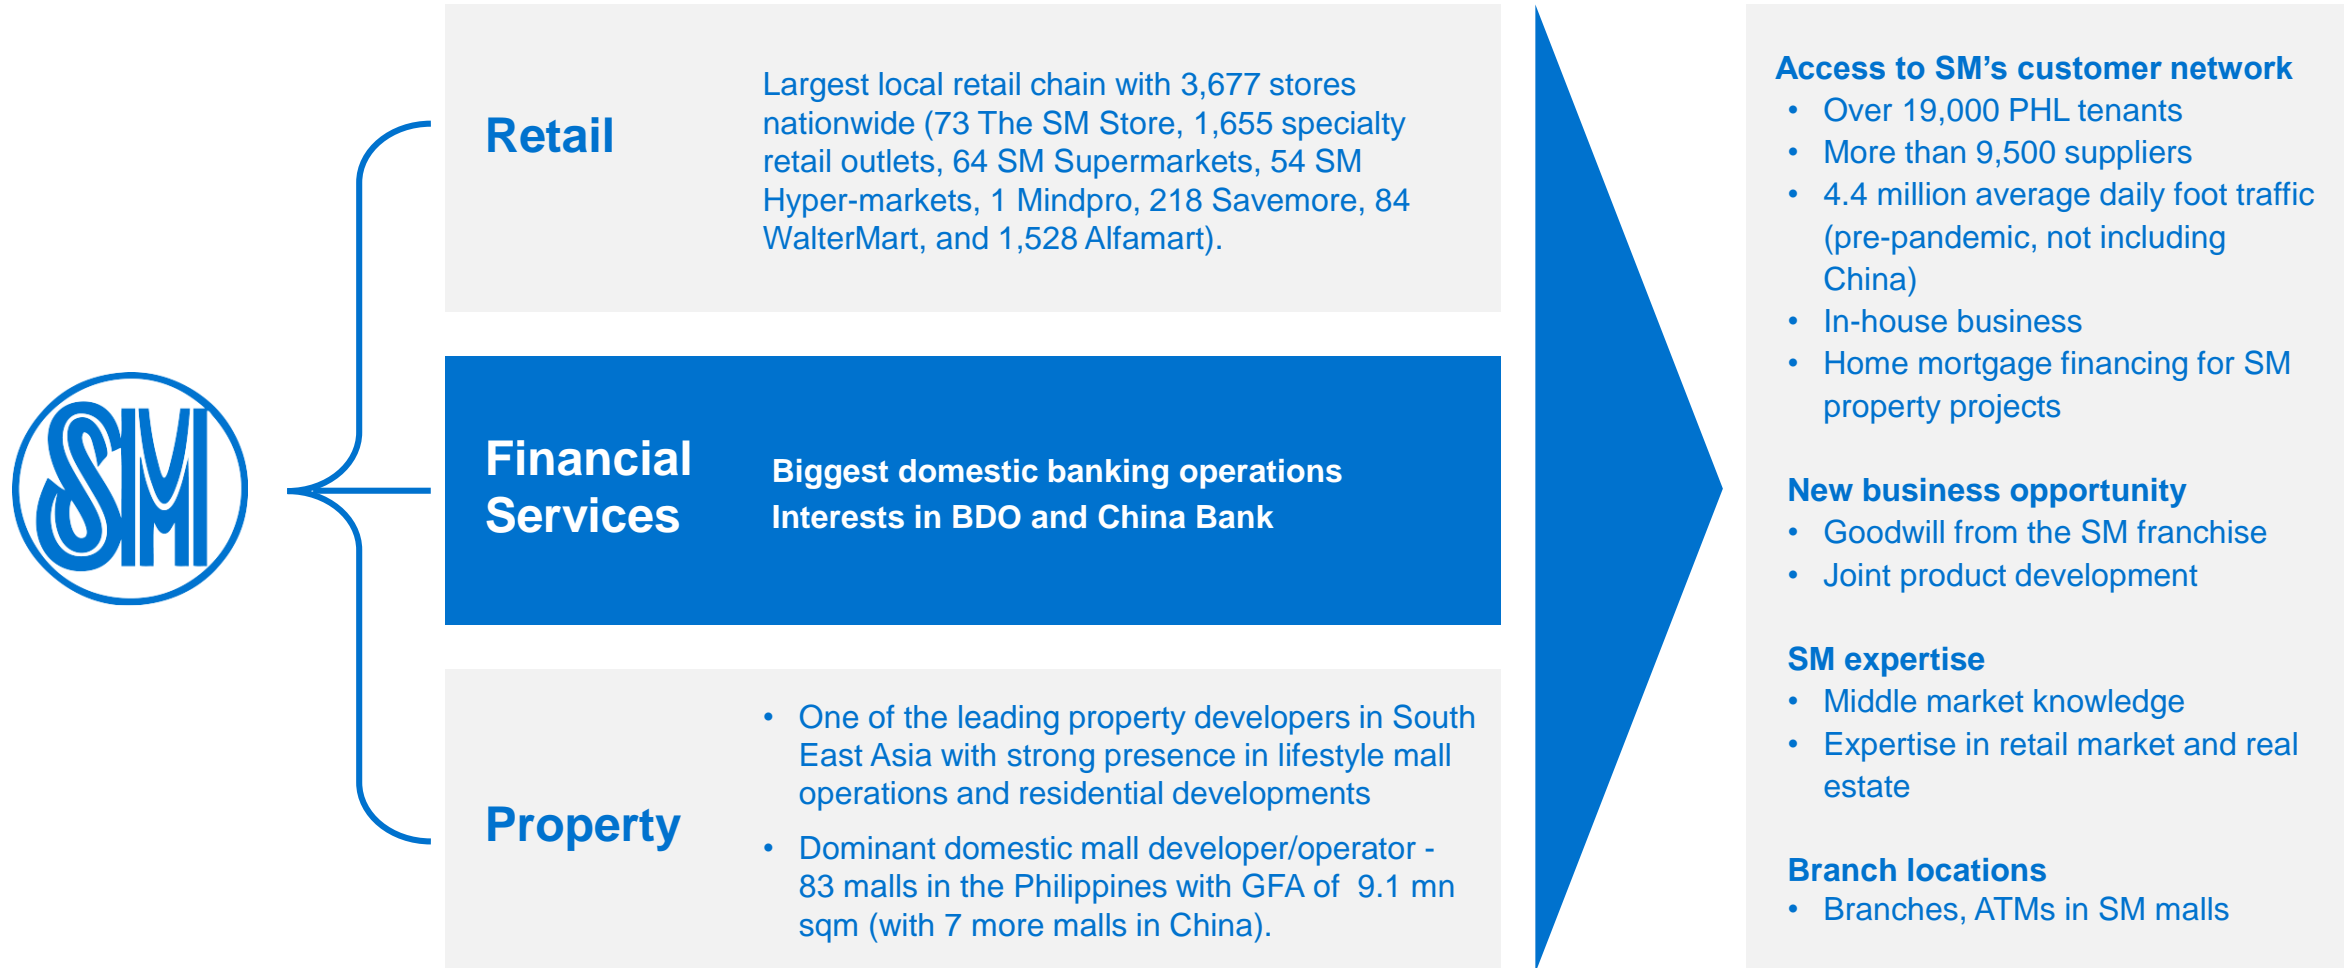 SM
Retail
Largest local retail chain with 3,677 stores
nationwide (73 The SM Store, 1,655 specialty
retail outlets, 64 SM Supermarkets, 54 SM
Hyper-markets, 1 Mindpro, 218 Savemore, 84
WalterMart, and 1,528 Alfamart).
Financial
Services
Biggest domestic banking operations
Interests in BDO and China Bank
Property
• One of the leading property developers in South
East Asia with strong presence in lifestyle mall
operations and residential developments
• Dominant domestic mall developer/operator -
83 malls in the Philippines with GFA of 9.1 mn
sqm (with 7 more malls in China).
Access to SM's customer network
• Over 19,000 PHL tenants
• More than 9,500 suppliers
• 4.4 million average daily foot traffic
(pre-pandemic, not including
China)
• In-house business
• Home mortgage financing for SM
property projects
New business opportunity
• Goodwill from the SM franchise
• Joint product development
SM expertise
• Middle market knowledge
• Expertise in retail market and real
estate
Branch locations
• Branches, ATMs in SM malls